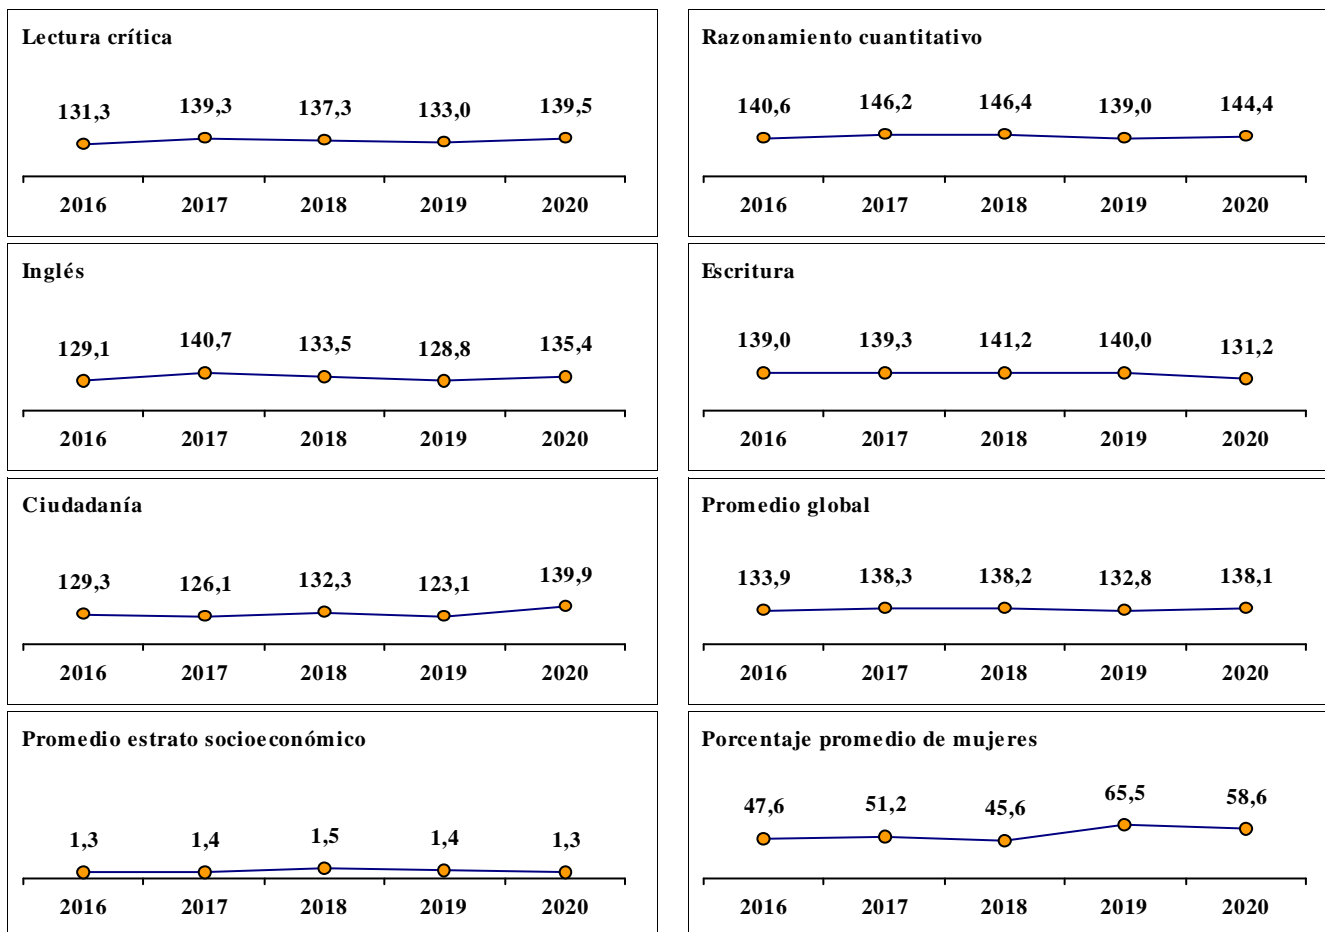 Lectura crítica
131,3 139,3 137,3 133,0 139,5
2016 2017 2018 2019 2020
Razonamiento cuantitativo
140,6 146,2 146,4 139,0 144,4
2016 2017 2018 2019 2020
Inglés
129,1 140,7 133,5 128,8 135,4
2016 2017 2018 2019 2020
Escritura
139,0 139,3 141,2 140,0 131,2
2016 2017 2018 2019 2020
Ciudadanía
129,3 126,1 132,3 123,1 139,9
2016 2017 2018 2019 2020
Promedio global
133,9 138,3 138,2 132,8 138,1
2016 2017 2018 2019 2020
Promedio estrato socioeconómico
1,3 1,4 1,5 1,4 1,3
2016 2017 2018 2019 2020
Porcentaje promedio de mujeres
47,6 51,2 45,6 65,5 58,6
2016 2017 2018 2019 2020